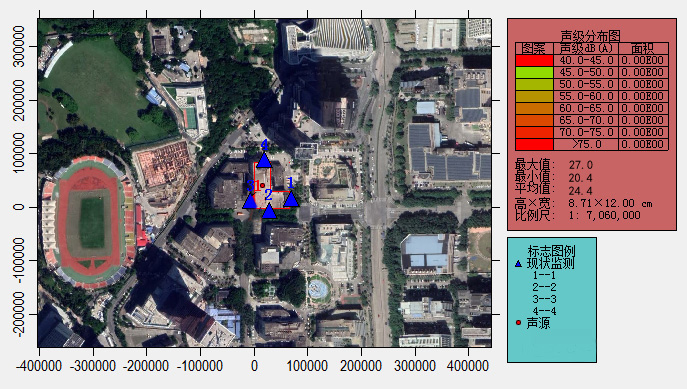 声级分布图
图案 声级dB(A) 面积
40.0-45.0 0.00E00
45.0-50.0 0.00E00
50.0-55.0 0.00E00
55.0-60.0 0.00E00
60.0-65.0 0.00E00
65.0-70.0 0.00E00
70.0-75.0 0.00E00
>75.0 0.00E00
最大值: 27.0
最小值: 20.4
平均值: 24.4
高×宽: 8.71×12.00 cm
比例尺: 1: 7,060,000
标志图例
现状监测
1--1
2--2
3--3
4--4
声源
300000
200000
100000
0
-100000
-200000
-400000 -300000 -200000 -100000 0 100000 200000 300000 400000
4
3
1
1
2